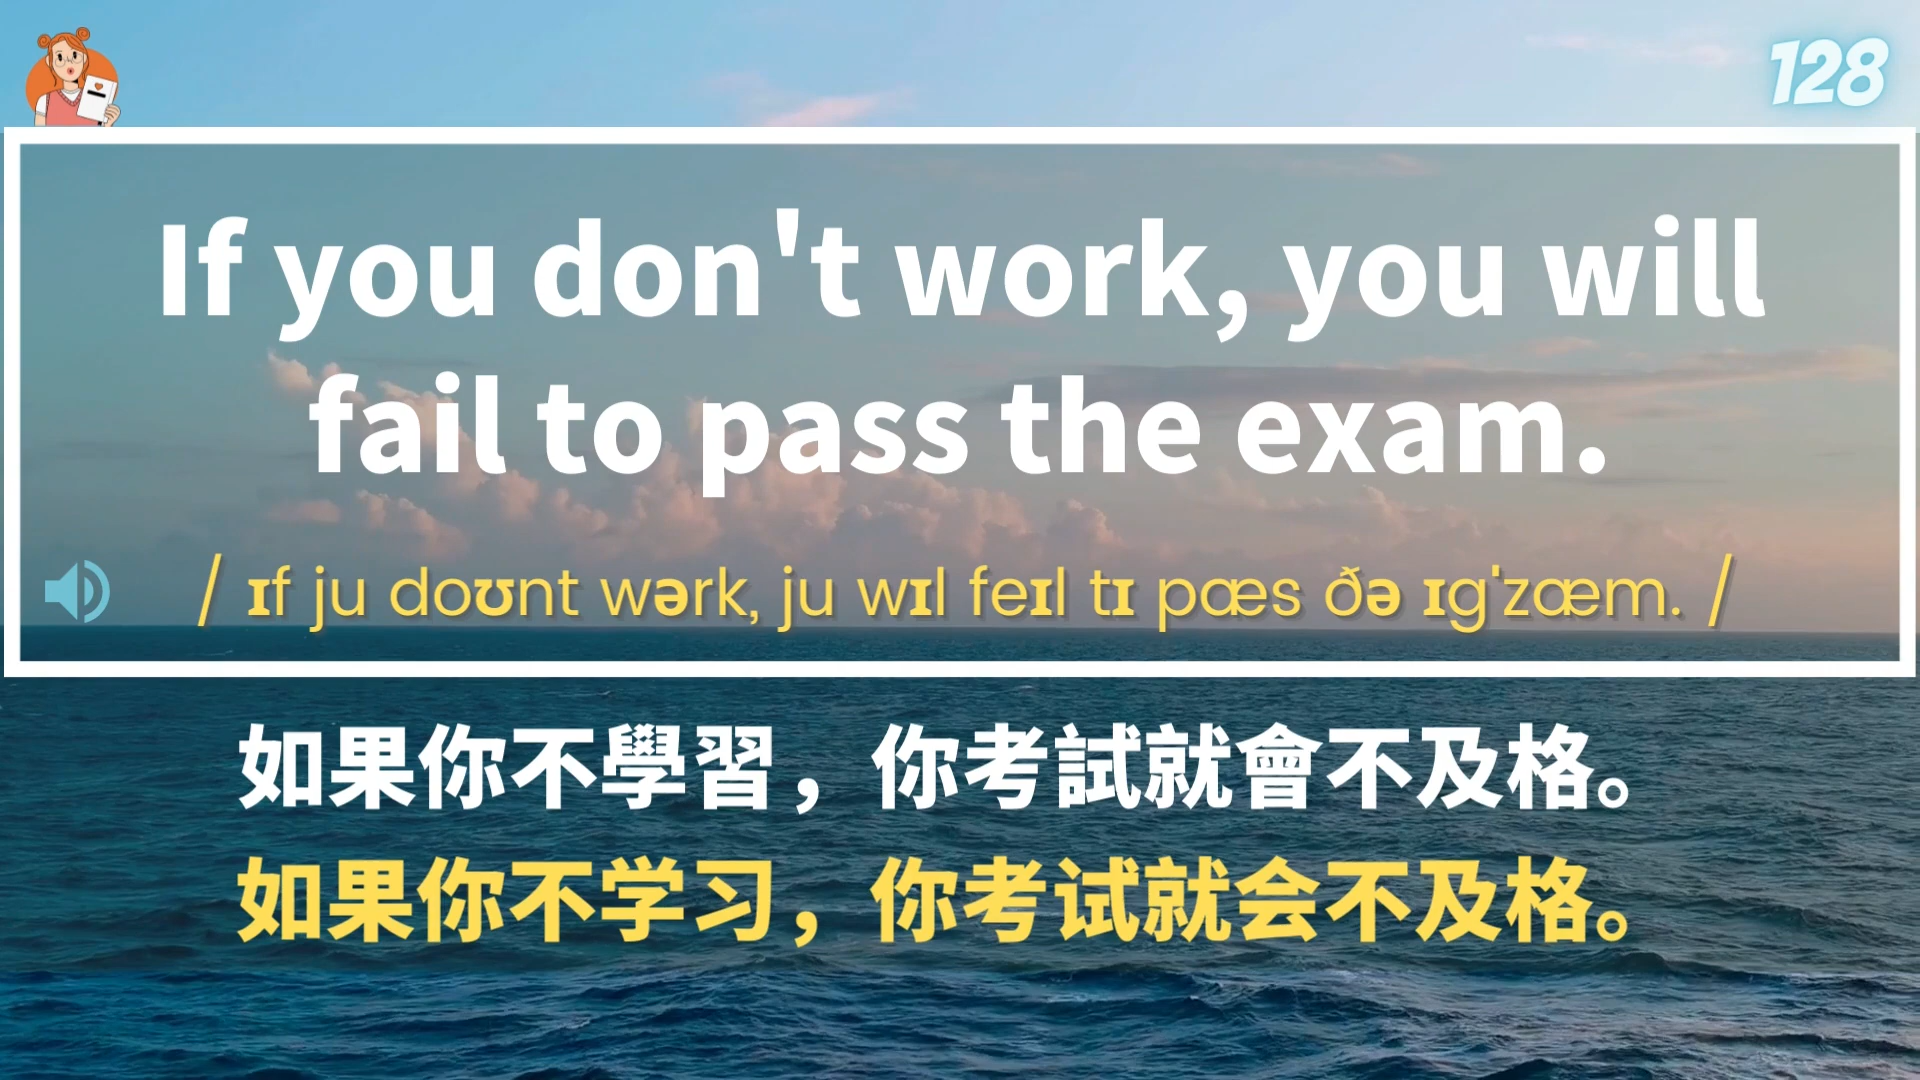 128
If you don't work, you will
fail to pass the exam.
/ ɪf ju doʊnt wərk, ju wɪl feɪl tɪ pæs ðə ɪgˈzæm. /
如果你不學習，你考試就會不及格。
如果你不学习，你考试就会不及格。